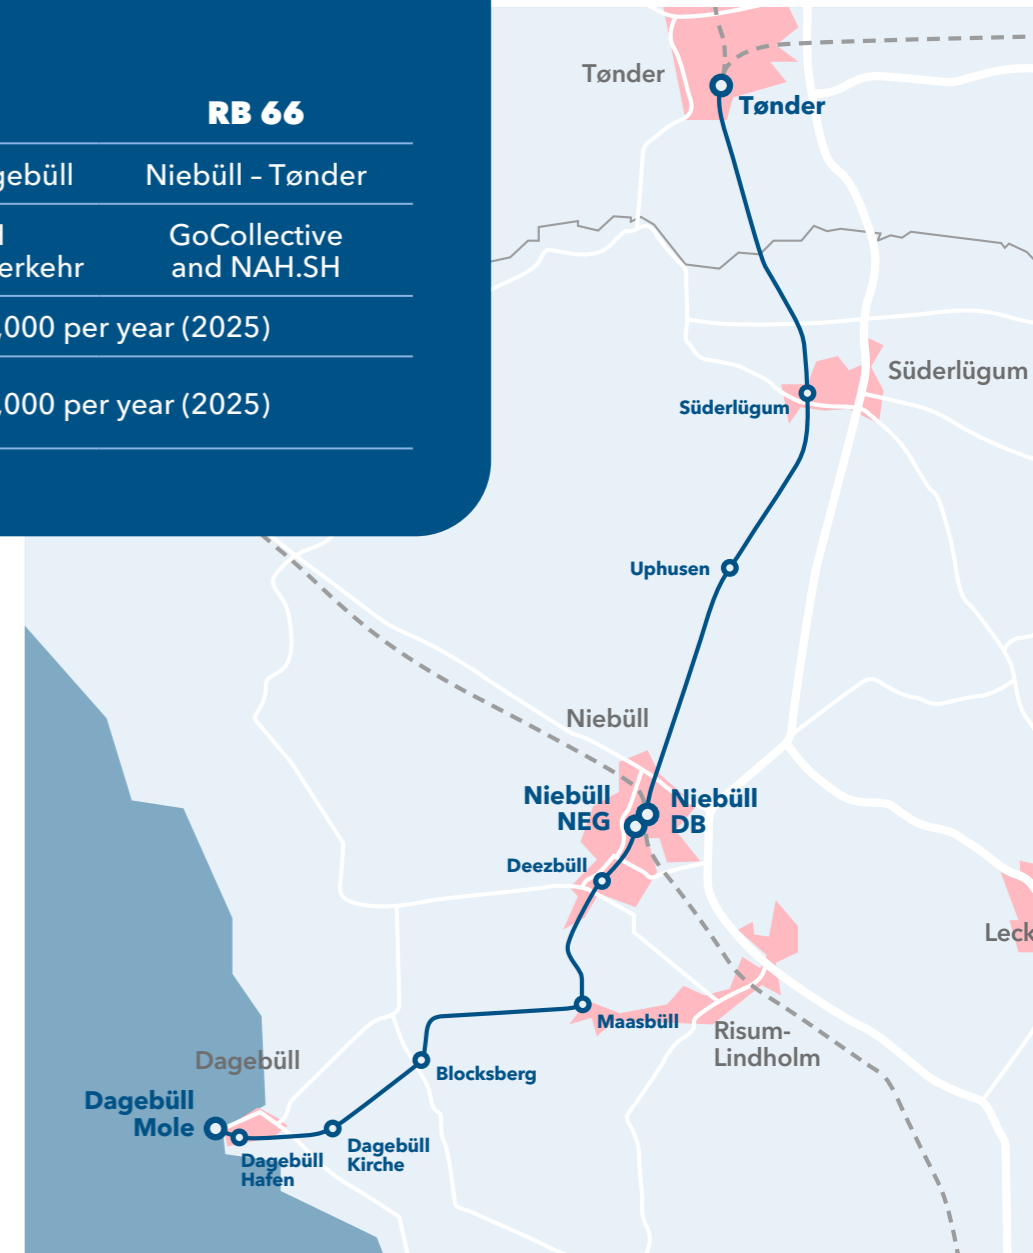 RB 66
gebüll
Niebüll – Tønder
erkehr
GoCollective
and NAH.SH
,000 per year (2025)
,000 per year (2025)
Tønder
Tønder
Süderlügum
Süderlügum
Uphusen
Niebüll
Niebüll
NEG
Niebüll
DB
Deezbüll
Leck
Maasbüll
Risum-
Lindholm
Dagebüll
Blocksberg
Dagebüll
Mole
Dagebüll
Hafen
Dagebüll
Kirche